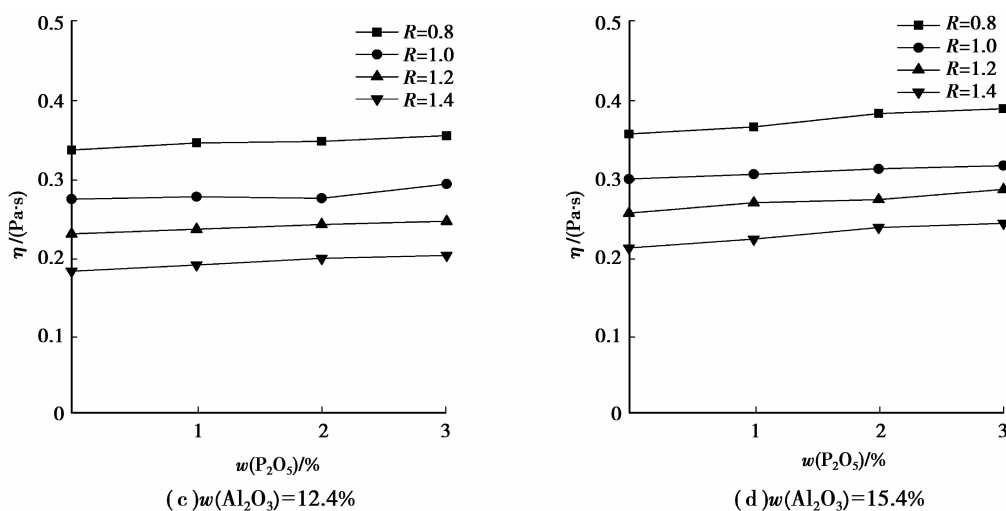 0.5
0.4
0.3
0.2
0.1
0
η/(Pa·s)
R=0.8
R=1.0
R=1.2
R=1.4
1 2 3
w(P₂O₅)/%
(c)w(Al₂O₃)=12.4%
0.5
0.4
0.3
0.2
0.1
0
η/(Pa·s)
R=0.8
R=1.0
R=1.2
R=1.4
1 2 3
w(P₂O₅)/%
(d)w(Al₂O₃)=15.4%